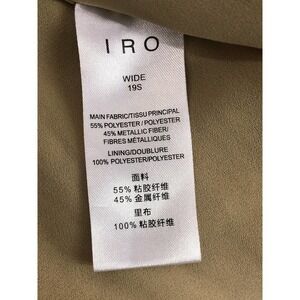 IRO
WIDE
19S
MAIN FABRIC/TISSU PRINCIPAL
55% POLYESTER / POLYESTER
45% METALLIC FIBER/
FIBRES MÉTALLIQUES
LINING/DOUBLURE
100% POLYESTER/POLYESTER
面料
55% 粘胶纤维
45% 金属纤维
里布
100% 粘胶纤维